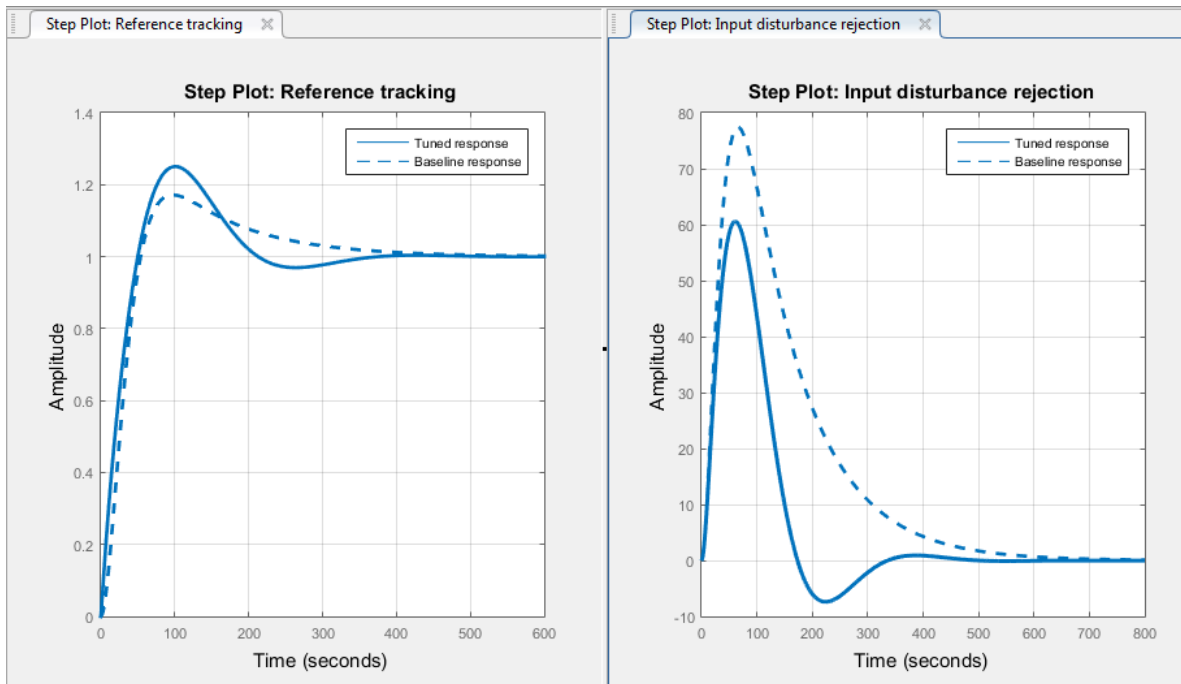 Step Plot: Reference tracking
Step Plot: Reference tracking
Tuned response
Baseline response
1.4
1.2
1
0.8
0.6
0.4
0.2
0
Amplitude
0 100 200 300 400 500 600
Time (seconds)
Step Plot: Input disturbance rejection
Step Plot: Input disturbance rejection
Tuned response
Baseline response
80
70
60
50
40
30
20
10
0
-10
Amplitude
0 100 200 300 400 500 600 700 800
Time (seconds)